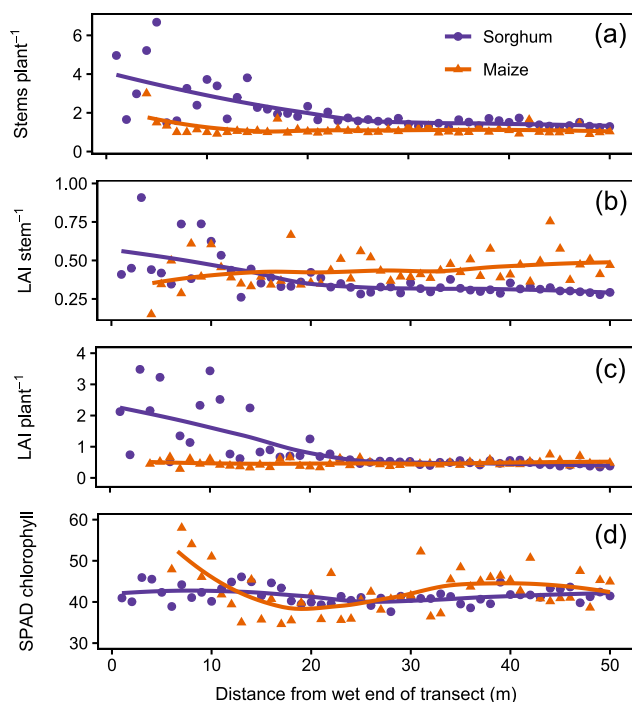 (a)
Sorghum
Maize
Stems plant⁻¹
6
4
2
0
(b)
LAI stem⁻¹
1.00
0.75
0.50
0.25
(c)
LAI plant⁻¹
4
3
2
1
0
(d)
SPAD chlorophyll
60
50
40
30
0 10 20 30 40 50
Distance from wet end of transect (m)